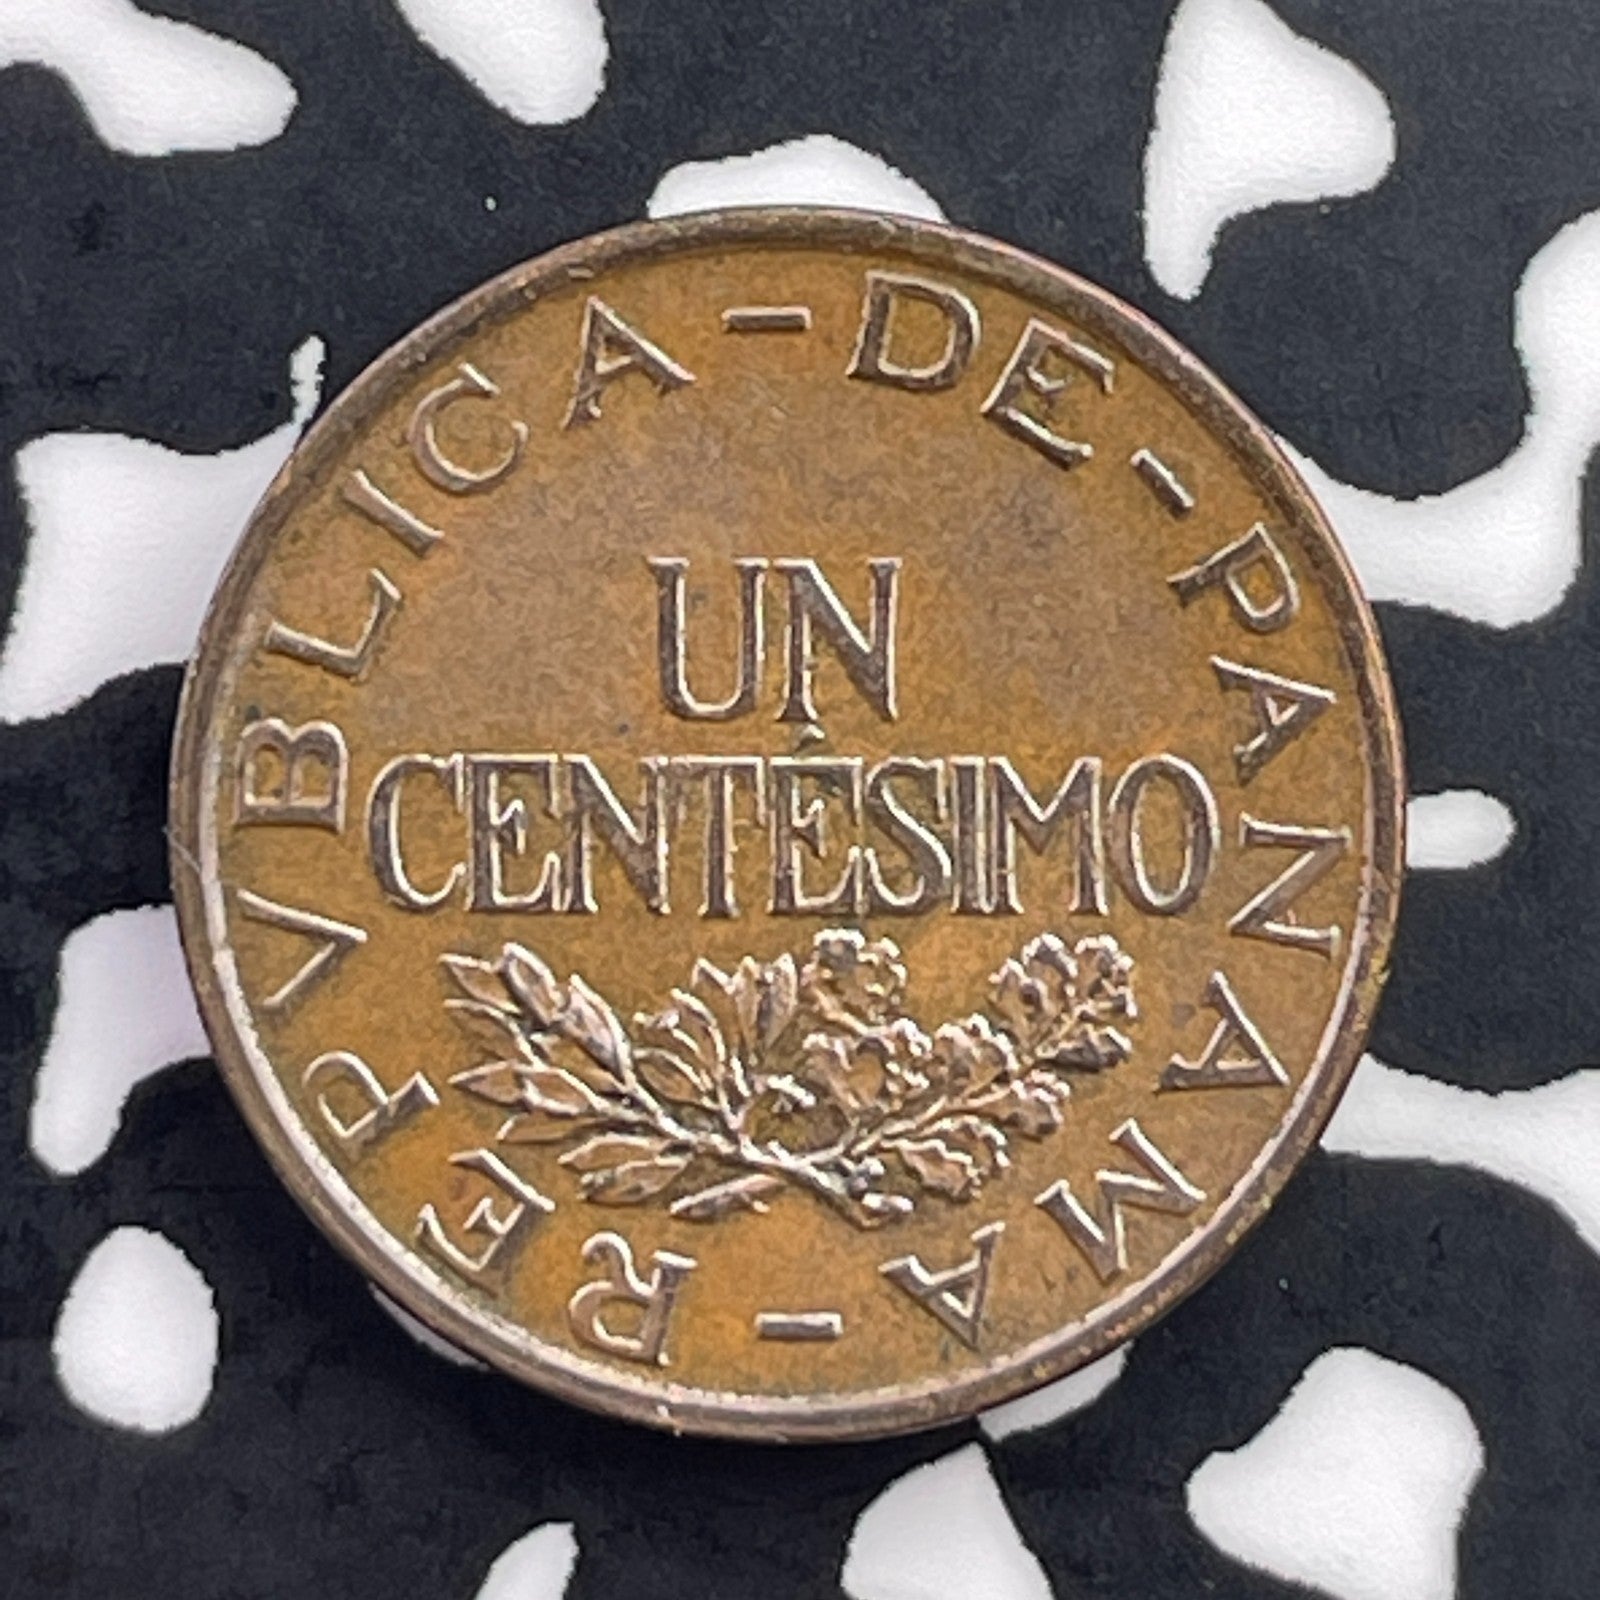 REPVBLICA - DE - PANAMA -
UN
CENTÉSIMO